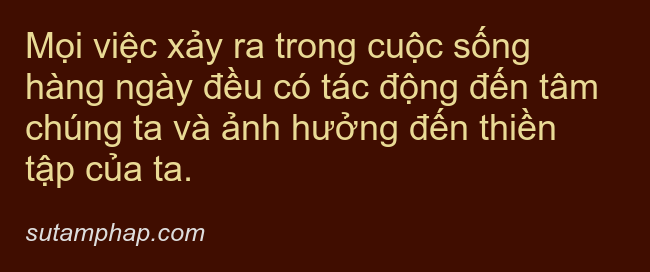 Mọi việc xảy ra trong cuộc sống
hàng ngày đều có tác động đến tâm
chúng ta và ảnh hưởng đến thiền
tập của ta.
sutamphap.com